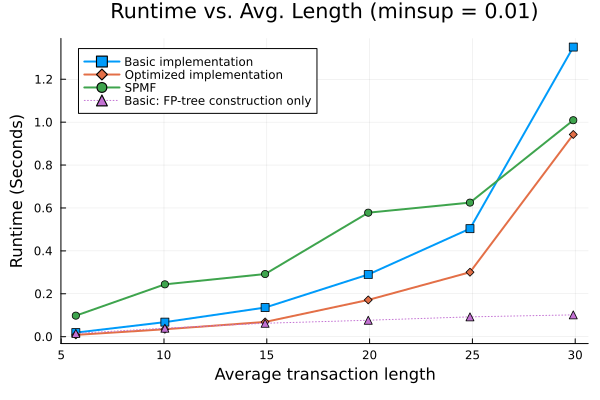 Runtime vs. Avg. Length (minsup = 0.01)
Basic implementation
Optimized implementation
SPMF
Basic: FP-tree construction only
Runtime (Seconds)
1.2
1.0
0.8
0.6
0.4
0.2
0.0
5 10 15 20 25 30
Average transaction length